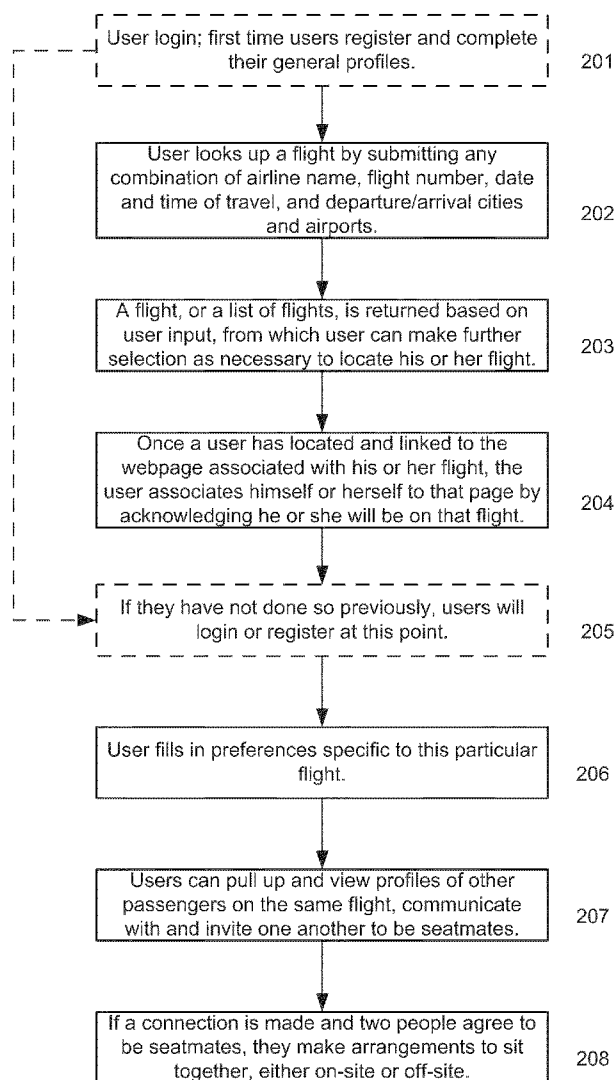 User login; first time users register and complete
their general profiles.
201
User looks up a flight by submitting any
combination of airline name, flight number, date
and time of travel, and departure/arrival cities
and airports.
202
A flight, or a list of flights, is returned based on
user input, from which user can make further
selection as necessary to locate his or her flight.
203
Once a user has located and linked to the
webpage associated with his or her flight, the
user associates himself or herself to that page by
acknowledging he or she will be on that flight.
204
If they have not done so previously, users will
login or register at this point.
205
User fills in preferences specific to this particular
flight.
206
Users can pull up and view profiles of other
passengers on the same flight, communicate
with and invite one another to be seatmates.
207
If a connection is made and two people agree to
be seatmates, they make arrangements to sit
together, either on-site or off-site.
208